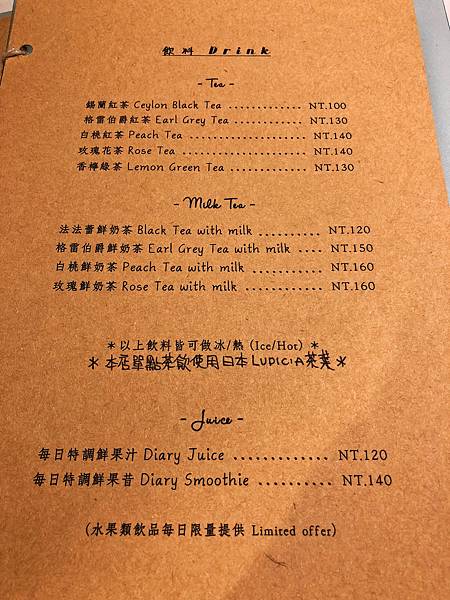 飲料 Drink
- Tea -
錫蘭紅茶 Ceylon Black Tea ............. NT.100
格雷伯爵紅茶 Earl Grey Tea ............. NT.130
白桃紅茶 Peach Tea ..................... NT.140
玫瑰花茶 Rose Tea ...................... NT.140
香檸綠茶 Lemon Green Tea ............... NT.130
- Milk Tea -
法法蕾鮮奶茶 Black Tea with milk .......... NT.120
格雷伯爵鮮奶茶 Earl Grey Tea with milk .... NT.150
白桃鮮奶茶 Peach Tea with milk ........... NT.160
玫瑰鮮奶茶 Rose Tea with milk ............ NT.160
＊以上飲料皆可做冰/熱 (Ice/Hot) ＊
＊本店單點茶飲使用日本LUPICIA茶葉＊
- Juice -
每日特調鮮果汁 Diary Juice ............. NT.120
每日特調鮮果昔 Diary Smoothie .......... NT.140
(水果類飲品每日限量提供 Limited offer)